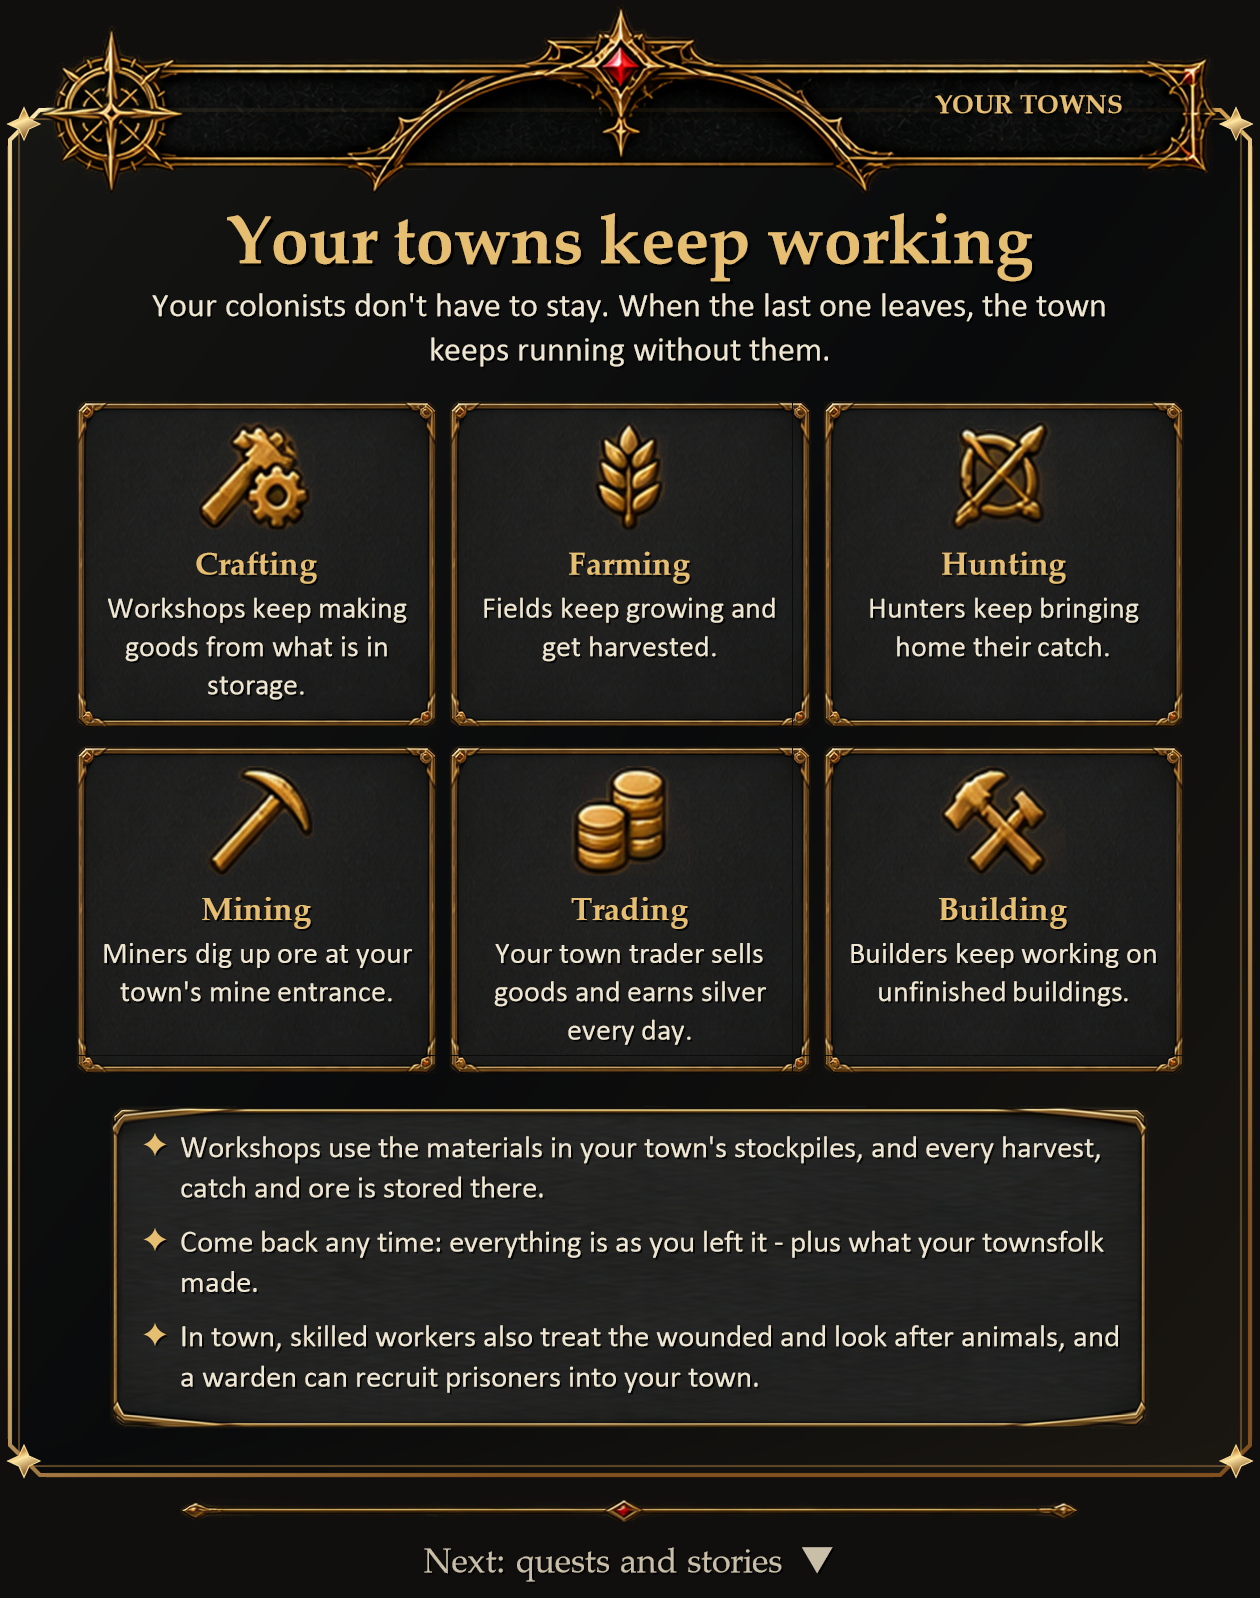 YOUR TOWNS
Your towns keep working
Your colonists don't have to stay. When the last one leaves, the town
keeps running without them.
Crafting
Workshops keep making
goods from what is in
storage.
Farming
Fields keep growing and
get harvested.
Hunting
Hunters keep bringing
home their catch.
Mining
Miners dig up ore at your
town's mine entrance.
Trading
Your town trader sells
goods and earns silver
every day.
Building
Builders keep working on
unfinished buildings.
Workshops use the materials in your town's stockpiles, and every harvest,
catch and ore is stored there.
Come back any time: everything is as you left it - plus what your townsfolk
made.
In town, skilled workers also treat the wounded and look after animals, and
a warden can recruit prisoners into your town.
Next: quests and stories ▼